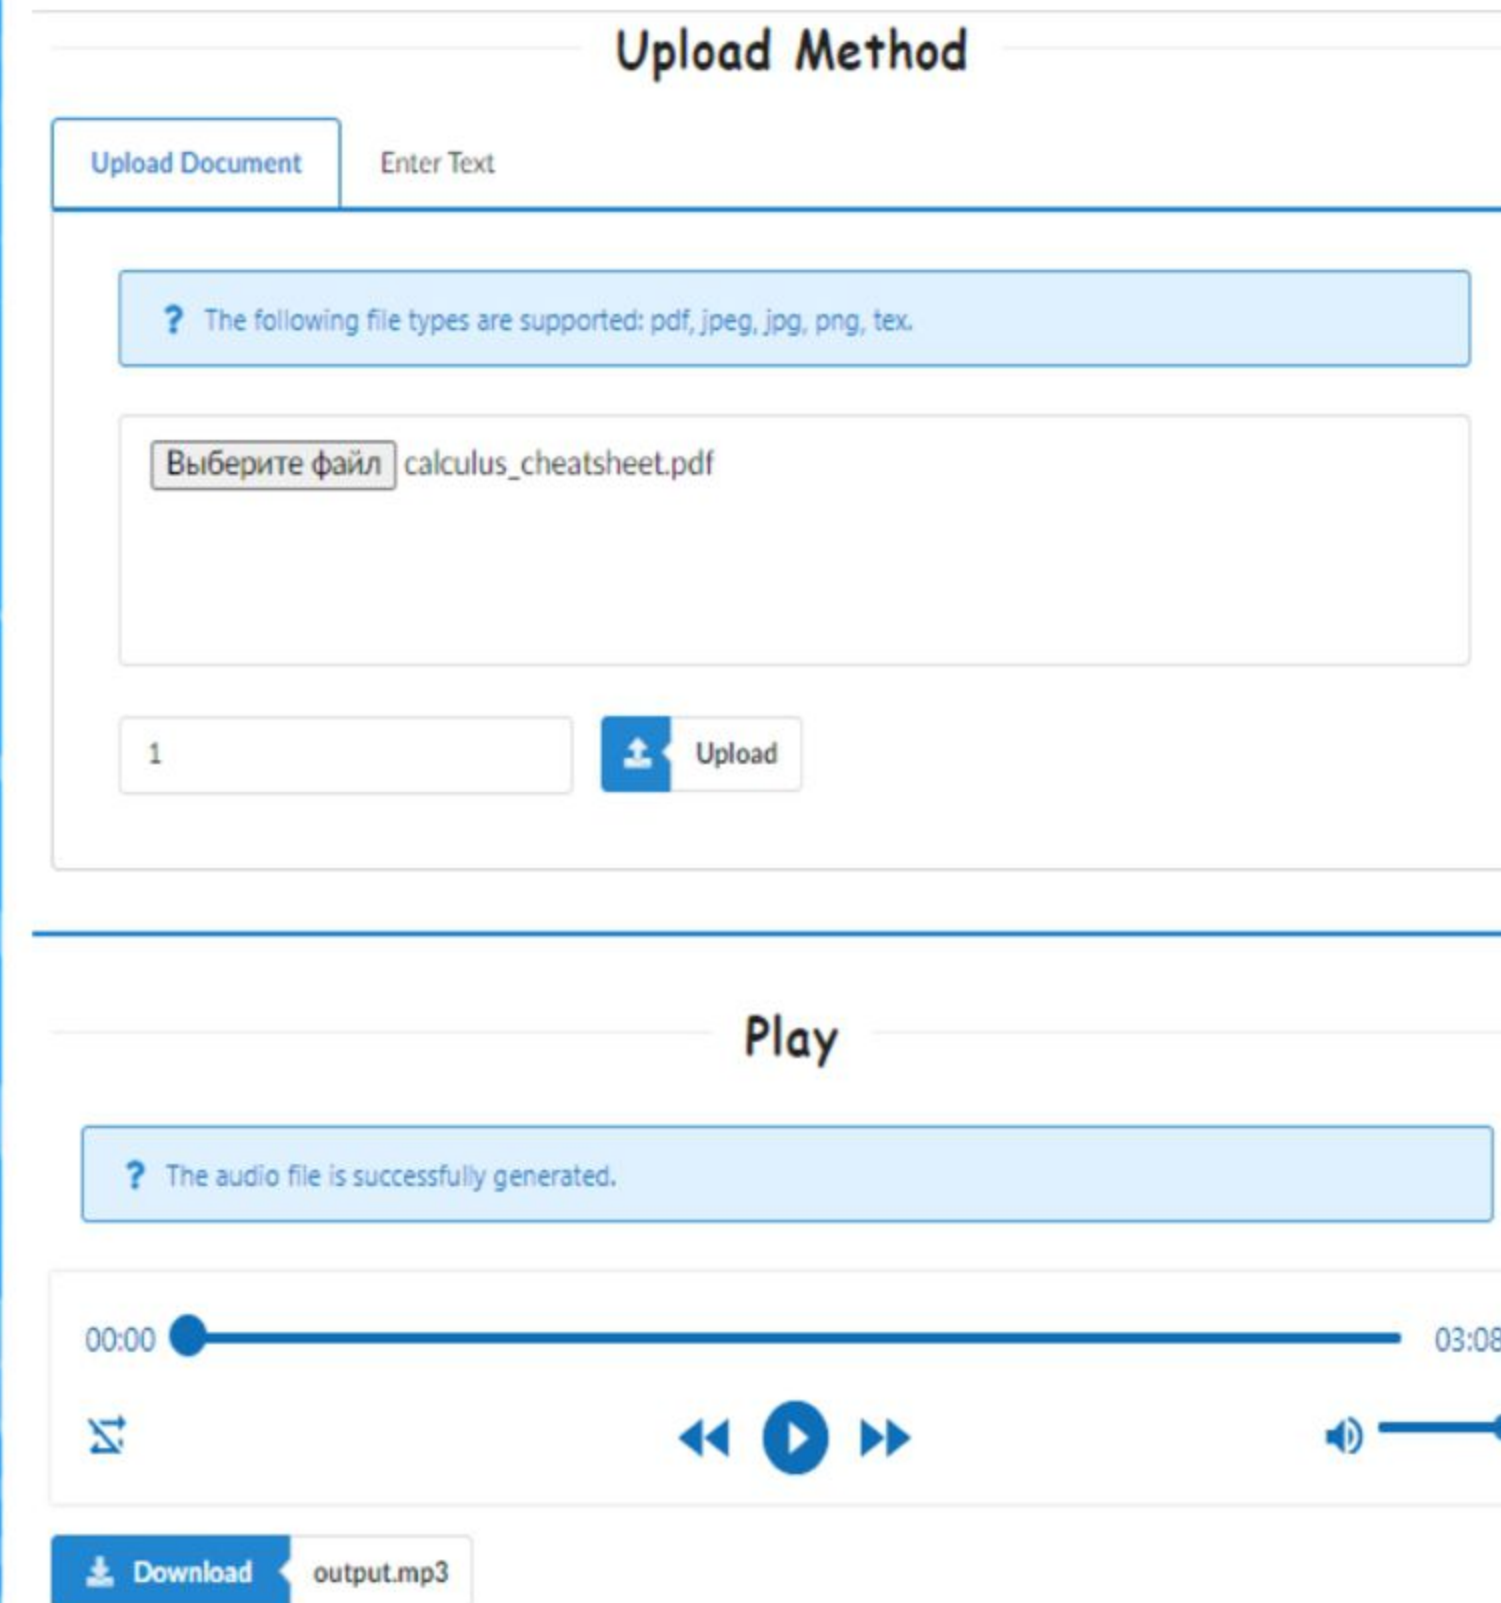 Upload Method
Upload Document Enter Text
? The following file types are supported: pdf, jpeg, jpg, png, tex.
Выберите файл calculus_cheatsheet.pdf
1 Upload
Play
? The audio file is successfully generated.
00:00 03:08
Download output.mp3